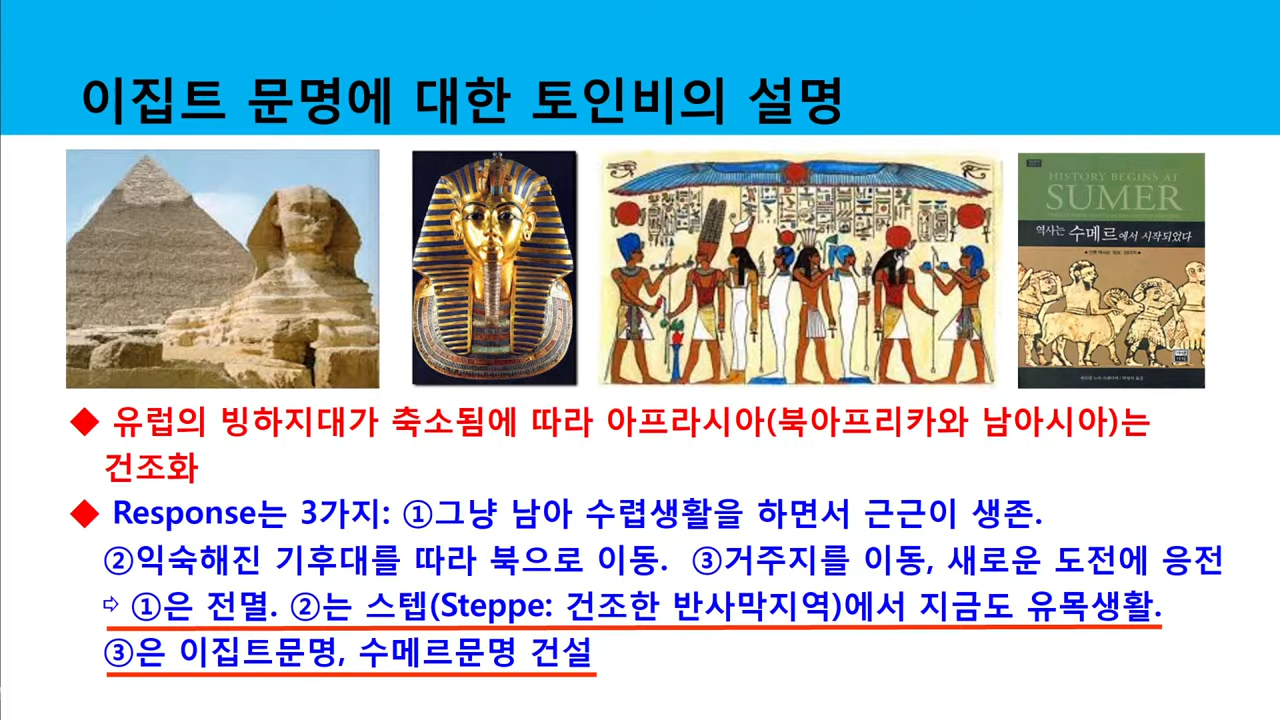 이집트 문명에 대한 토인비의 설명
HISTORY BEGINS AT
SUMER
역사는 수메르에서 시작되었다
◆ 유럽의 빙하지대가 축소됨에 따라 아프라시아(북아프리카와 남아시아)는
건조화
◆ Response는 3가지: ①그냥 남아 수렵생활을 하면서 근근이 생존.
②익숙해진 기후대를 따라 북으로 이동. ③거주지를 이동, 새로운 도전에 응전
⇨ ①은 전멸. ②는 스텝(Steppe: 건조한 반사막지역)에서 지금도 유목생활.
③은 이집트문명, 수메르문명 건설